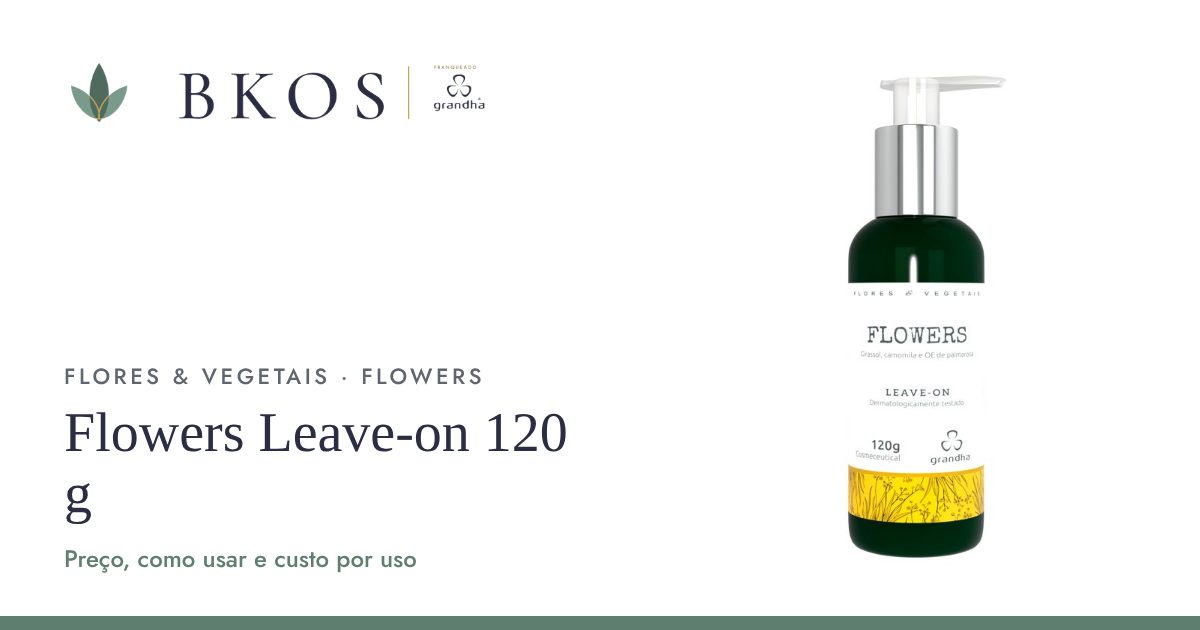 BKOS
FRANQUEADO
grandha
FLORES & VEGETAIS · FLOWERS
Flowers Leave-on 120
g
Preço, como usar e custo por uso
FLORES & VEGETAIS
FLOWERS
Girassol, camomila e OE de palmarosa
LEAVE-ON
Dermatologicamente testado
120g
Cosmeceutical
grandha